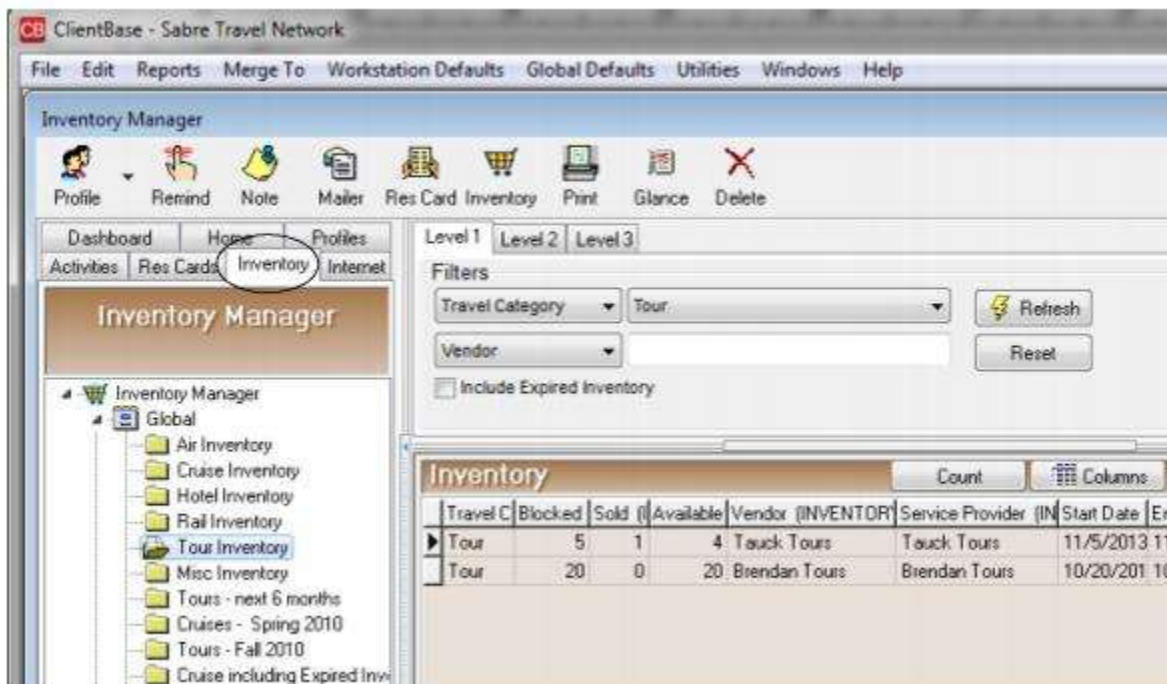 CB ClientBase - Sabre Travel Network
File Edit Reports Merge To Workstation Defaults Global Defaults Utilities Windows Help
Inventory Manager
Profile Remind Note Mailer Res Card Inventory Print Glance Delete
Dashboard Home Profiles
Activities Res Cards Inventory Internet
Inventory Manager
Inventory Manager
Global
Air Inventory
Cruise Inventory
Hotel Inventory
Rail Inventory
Tour Inventory
Misc Inventory
Tours - next 6 months
Cruises - Spring 2010
Tours - Fall 2010
Cruise including Expired Inv
Level 1 Level 2 Level 3
Filters
Travel Category Tour Refresh
Vendor Reset
Include Expired Inventory
Inventory Count Columns
Travel C Blocked Sold (I Available Vendor (INVENTOR Service Provider (IN Start Date En
Tour 5 1 4 Tauck Tours Tauck Tours 11/5/2013 11
Tour 20 0 20 Brendan Tours Brendan Tours 10/20/201 10